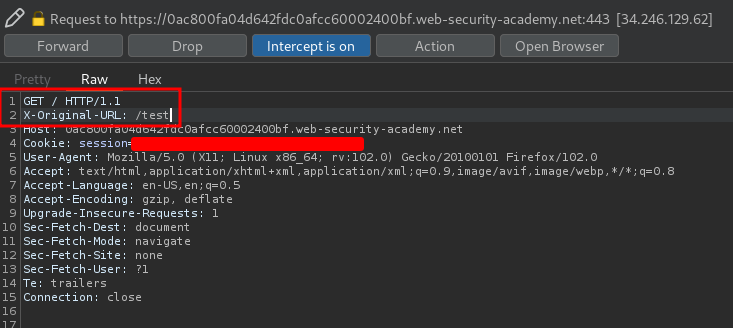 Request to https://0ac800fa04d642fdc0afcc60002400bf.web-security-academy.net:443 [34.246.129.62]
Forward Drop Intercept is on Action Open Browser
Pretty Raw Hex
1 GET / HTTP/1.1
2 X-Original-URL: /test
3 Host: 0ac800fa04d642fdc0afcc60002400bf.web-security-academy.net
4 Cookie: session=
5 User-Agent: Mozilla/5.0 (X11; Linux x86_64; rv:102.0) Gecko/20100101 Firefox/102.0
6 Accept: text/html,application/xhtml+xml,application/xml;q=0.9,image/avif,image/webp,*/*;q=0.8
7 Accept-Language: en-US,en;q=0.5
8 Accept-Encoding: gzip, deflate
9 Upgrade-Insecure-Requests: 1
10 Sec-Fetch-Dest: document
11 Sec-Fetch-Mode: navigate
12 Sec-Fetch-Site: none
13 Sec-Fetch-User: ?1
14 Te: trailers
15 Connection: close
16
17